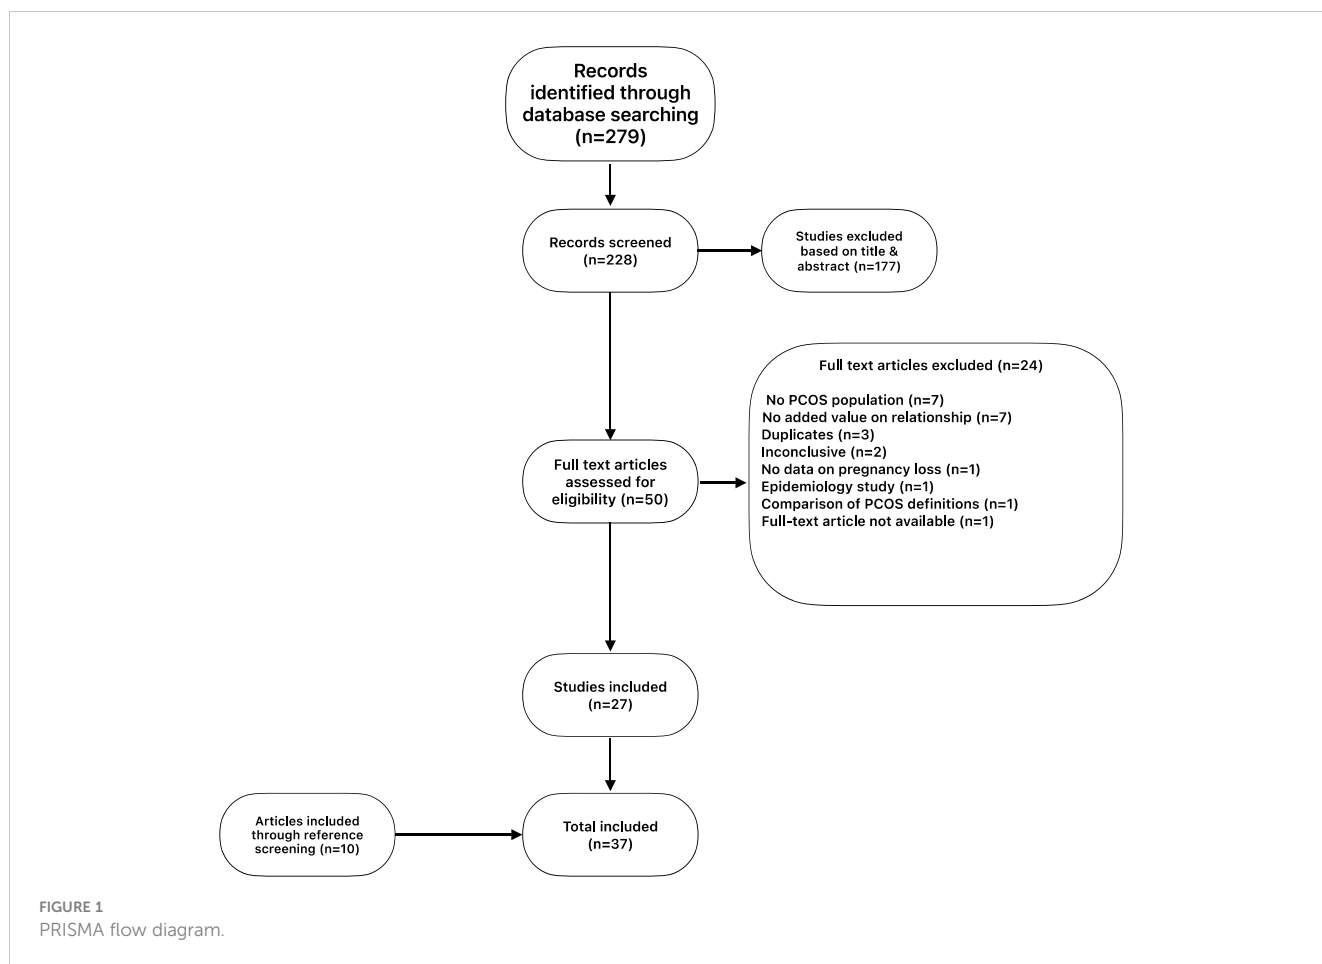 Records
identified through
database searching
(n=279)
Records screened
(n=228)
Studies excluded
based on title &
abstract (n=177)
Full text articles excluded (n=24)
No PCOS population (n=7)
No added value on relationship (n=7)
Duplicates (n=3)
Inconclusive (n=2)
No data on pregnancy loss (n=1)
Epidemiology study (n=1)
Comparison of PCOS definitions (n=1)
Full-text article not available (n=1)
Full text articles
assessed for
eligibility (n=50)
Studies included
(n=27)
Articles included
through reference
screening (n=10)
Total included
(n=37)
FIGURE 1
PRISMA flow diagram.